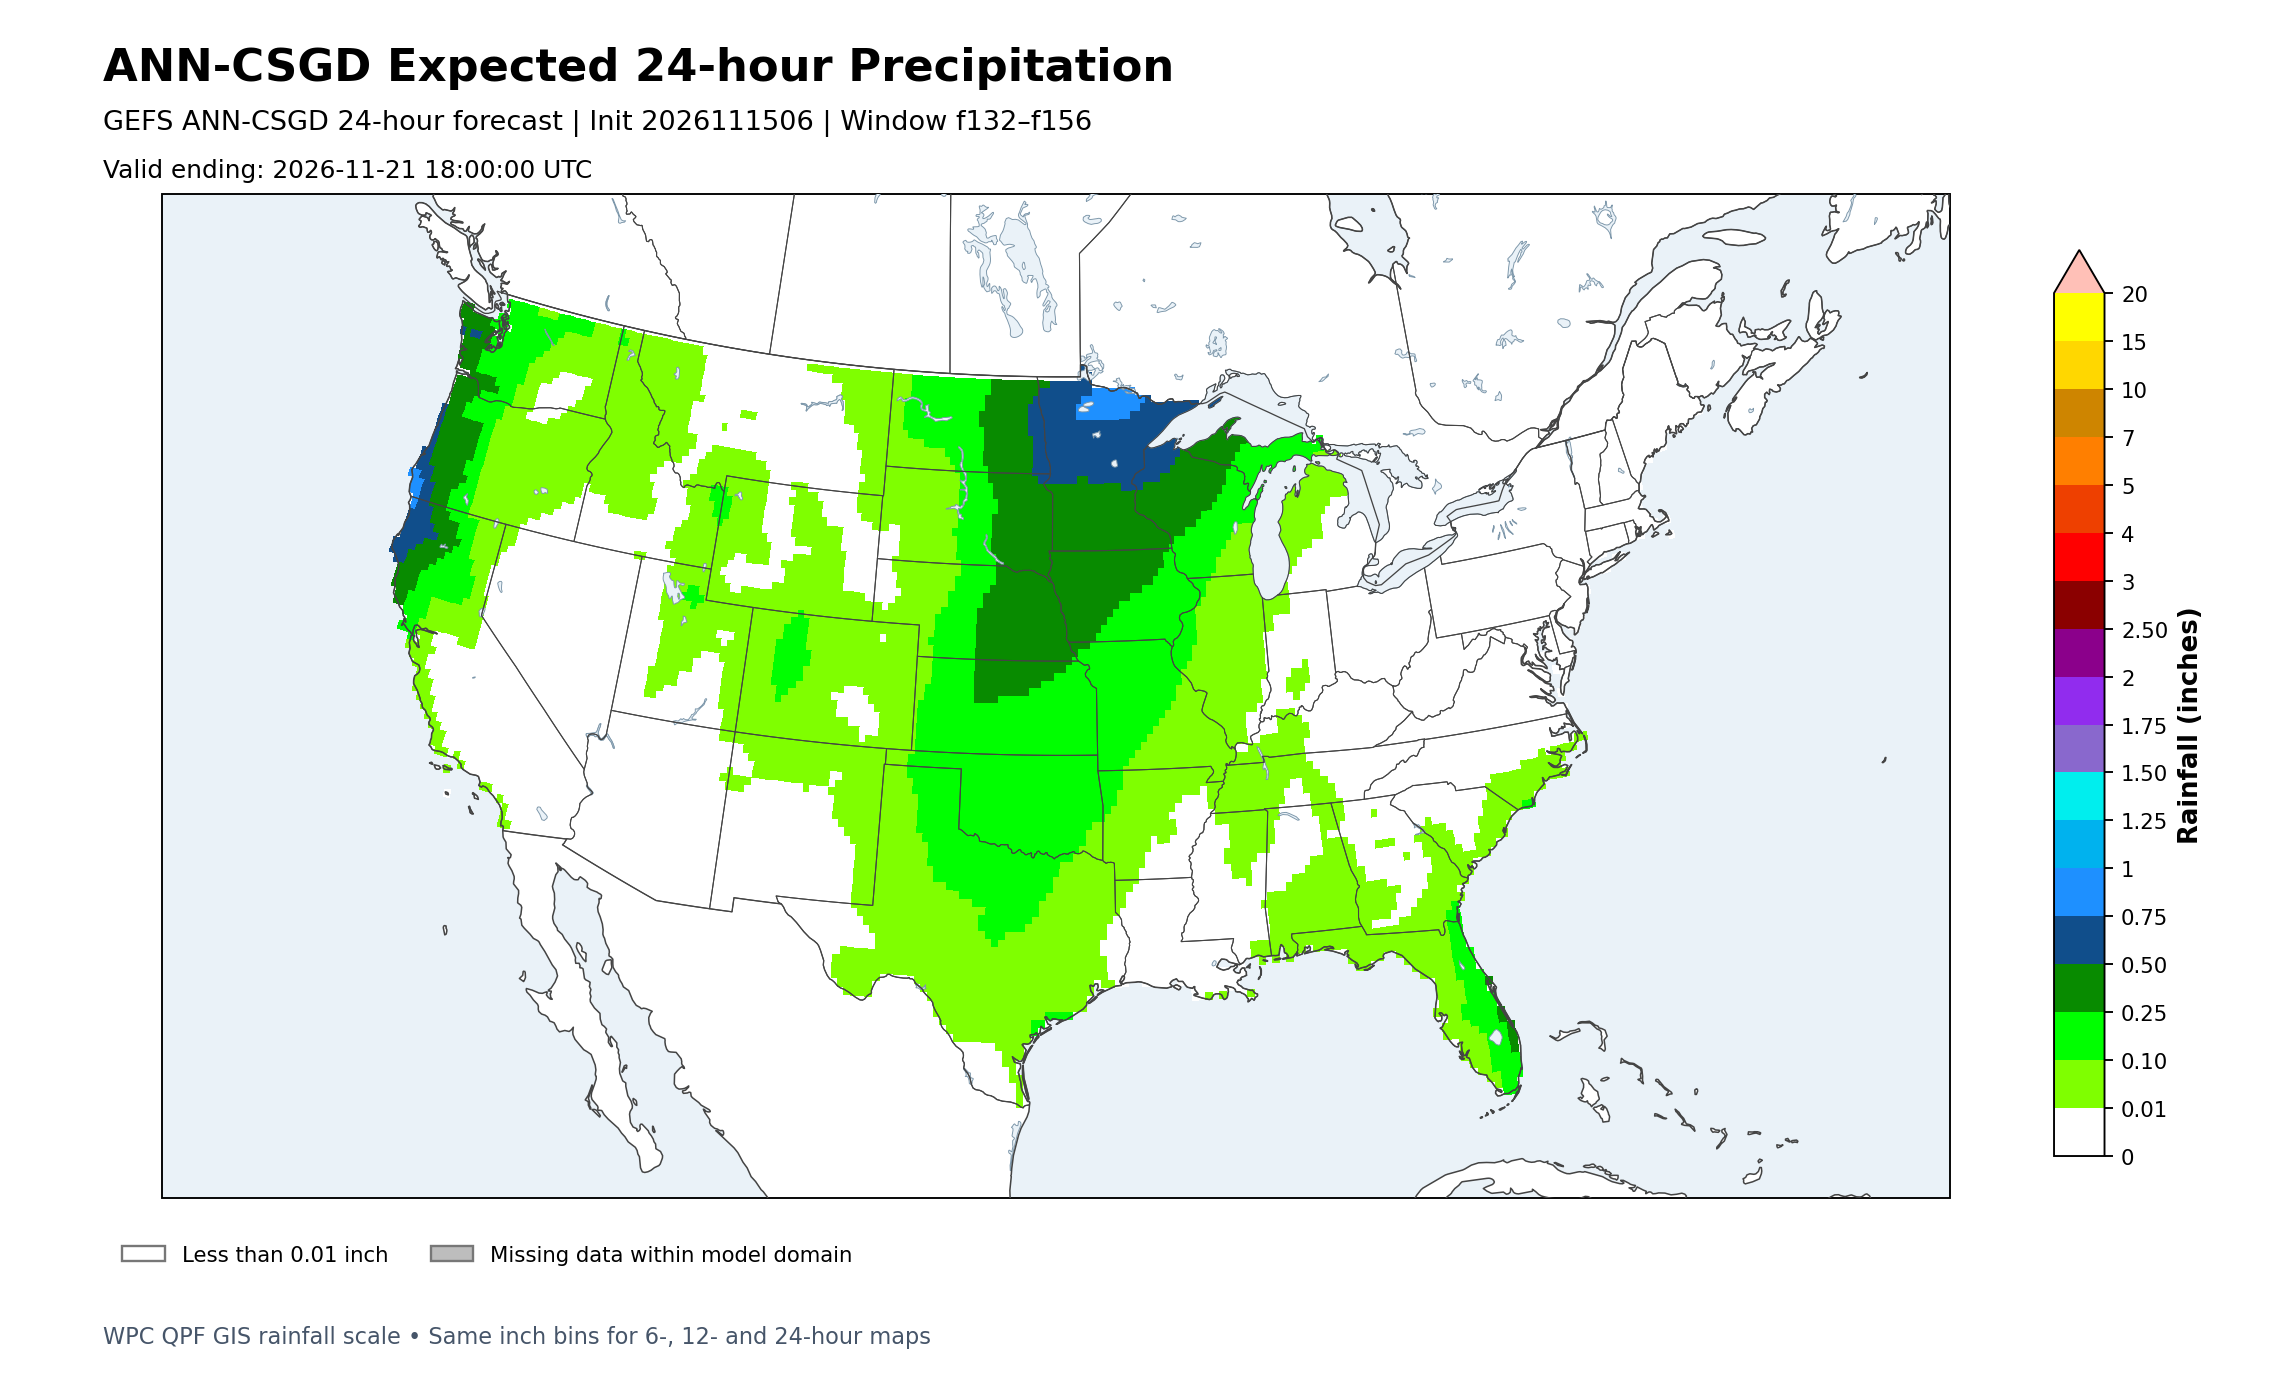 ANN-CSGD Expected 24-hour Precipitation
GEFS ANN-CSGD 24-hour forecast | Init 2026111506 | Window f132–f156
Valid ending: 2026-11-21 18:00:00 UTC
20
15
10
7
5
4
3
2.50
2
1.75
1.50
1.25
1
0.75
0.50
0.25
0.10
0.01
0
Rainfall (inches)
Less than 0.01 inch
Missing data within model domain
WPC QPF GIS rainfall scale • Same inch bins for 6-, 12- and 24-hour maps